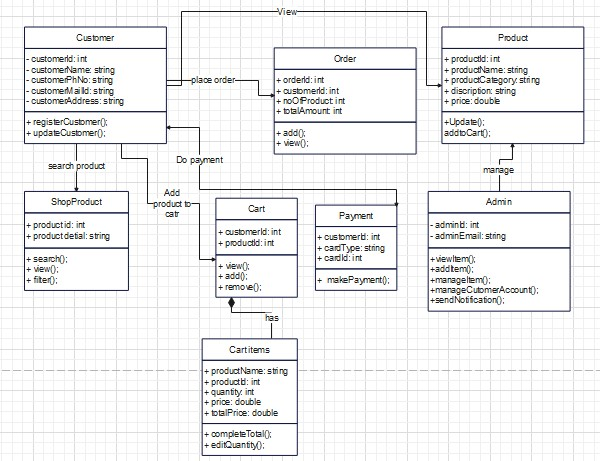 View
Customer
- customerId: int
- customerName: string
- customerPhNo: string
- customerMailId: string
- customerAddress: string
+ registerCustomer();
+ updateCustomer();
place order
Order
+ orderId: int
+ customerId: int
+ noOfProduct: int
+ totalAmount: int
+ add();
+ view();
Product
+ productId: int
+ productName: string
+ productCategory: string
+ discription: string
+ price: double
+Update();
addtoCart();
search product
Do payment
manage
ShopProduct
+ product id: int
+ product detial: string
+ search();
+ view();
+ filter();
Add
product to
catr
Cart
+ customerId: int
+ productId: int
+ view();
+ add();
+ remove();
Payment
+ customerId: int
+ cardType: string
+ cardId: int
+ makePayment();
Admin
- adminId: int
- adminEmail: string
+viewItem();
+addItem();
+manageItem();
+manageCutomerAccount();
+sendNotification();
has
Cart items
+ productName: string
+ productId: int
+ quantity: int
+ price: double
+ totalPrice: double
+ completeTotal();
+ editQuantity();